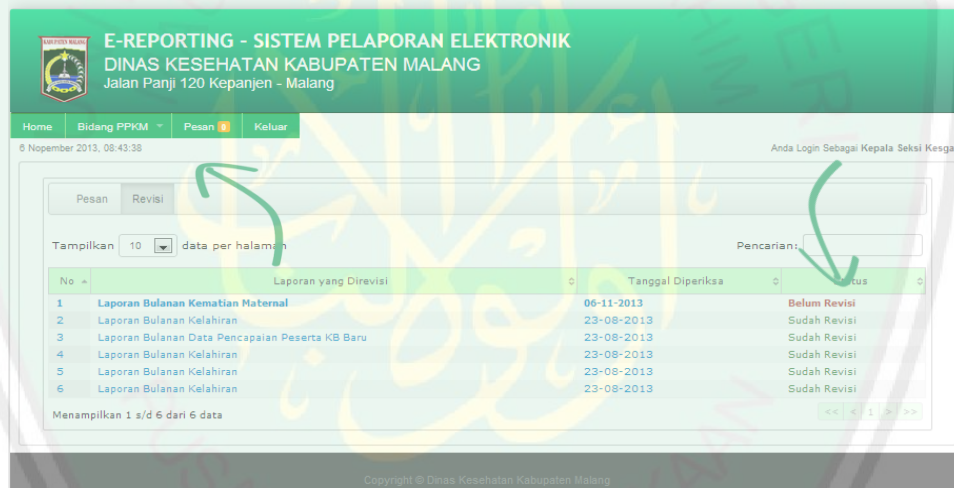 KABUPATEN MALANG
E-REPORTING - SISTEM PELAPORAN ELEKTRONIK
DINAS KESEHATAN KABUPATEN MALANG
Jalan Panji 120 Kepanjen - Malang
Home Bidang PPKM Pesan Keluar
6 Nopember 2013, 08:43:38 Anda Login Sebagai Kepala Seksi Kesga
Pesan Revisi
Tampilkan 10 data per halaman Pencarian:
No Laporan yang Direvisi Tanggal Diperiksa Status
1 Laporan Bulanan Kematian Maternal 06-11-2013 Belum Revisi
2 Laporan Bulanan Kelahiran 23-08-2013 Sudah Revisi
3 Laporan Bulanan Data Pencapaian Peserta KB Baru 23-08-2013 Sudah Revisi
4 Laporan Bulanan Kelahiran 23-08-2013 Sudah Revisi
5 Laporan Bulanan Kelahiran 23-08-2013 Sudah Revisi
6 Laporan Bulanan Kelahiran 23-08-2013 Sudah Revisi
Menampilkan 1 s/d 6 dari 6 data << < 1 > >>
Copyright © Dinas Kesehatan Kabupaten Malang